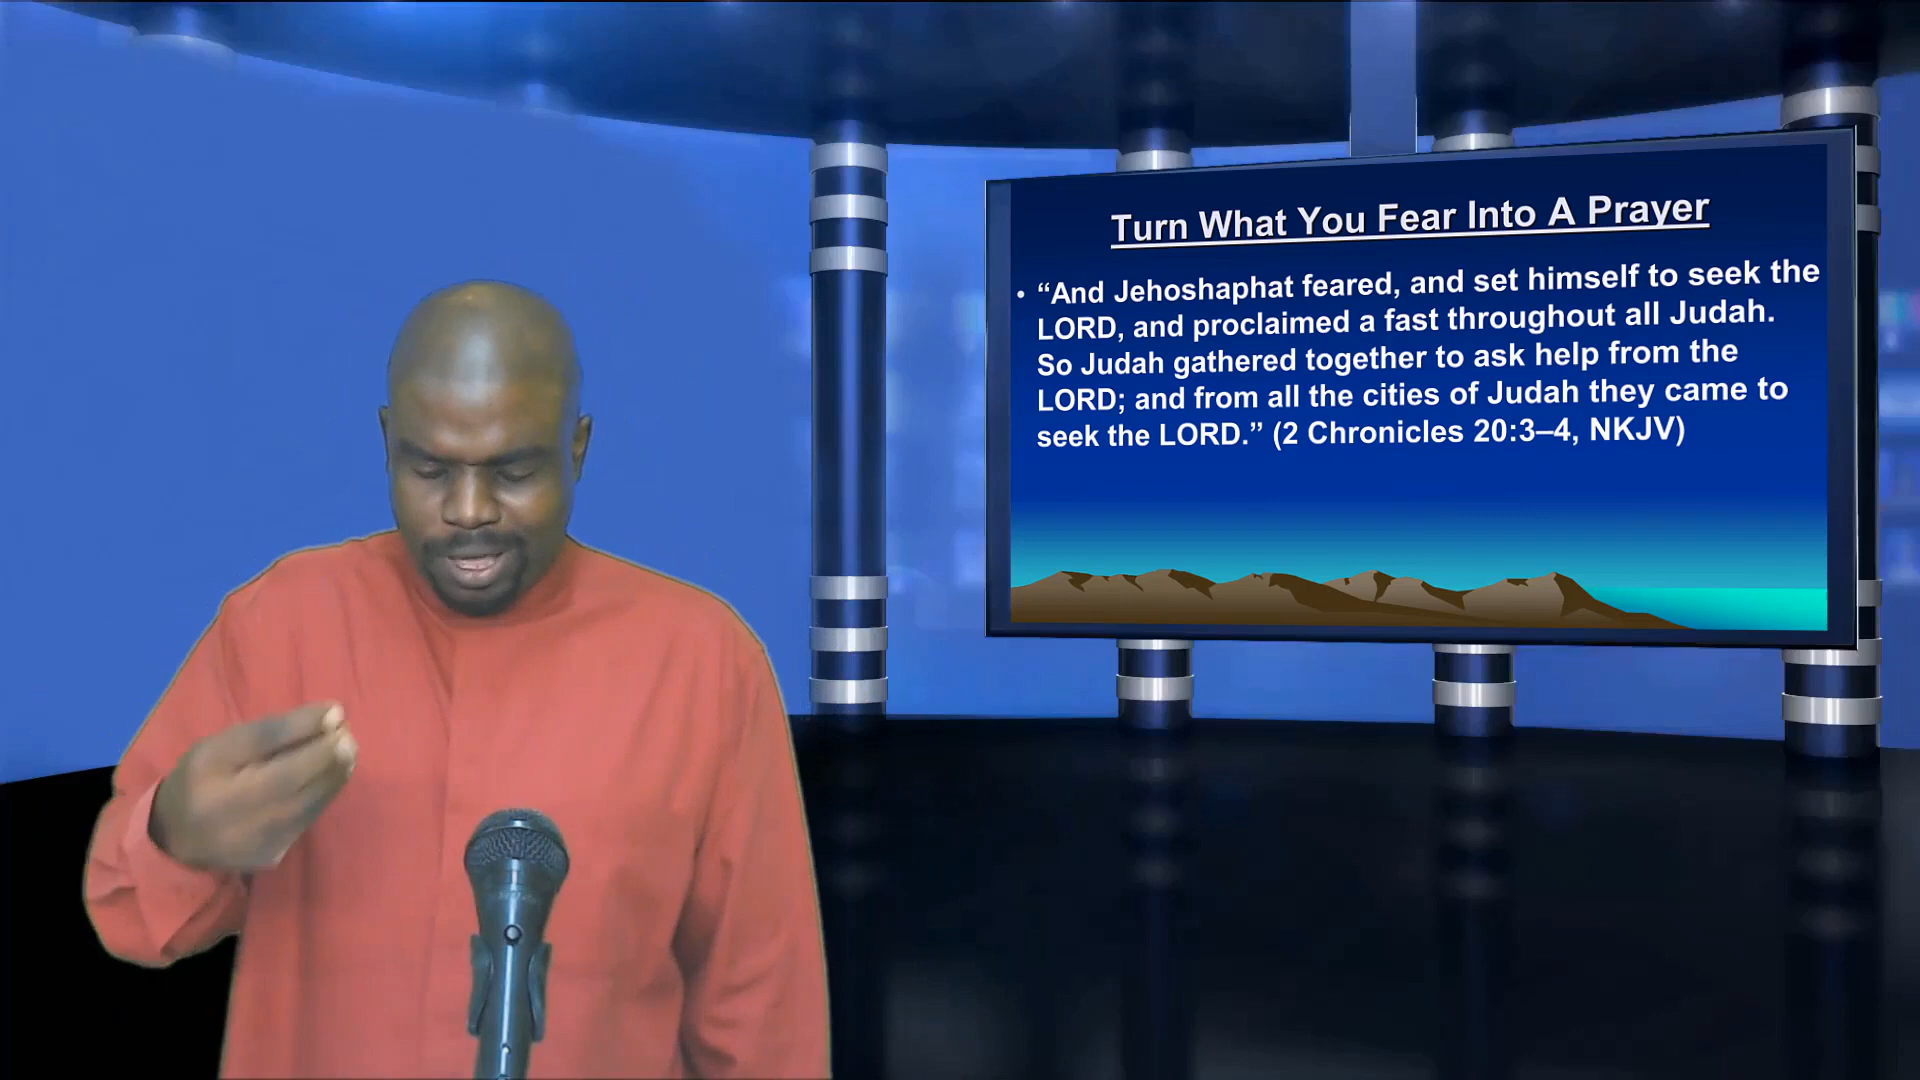 Turn What You Fear Into A Prayer
• “And Jehoshaphat feared, and set himself to seek the
LORD, and proclaimed a fast throughout all Judah.
So Judah gathered together to ask help from the
LORD; and from all the cities of Judah they came to
seek the LORD.” (2 Chronicles 20:3–4, NKJV)